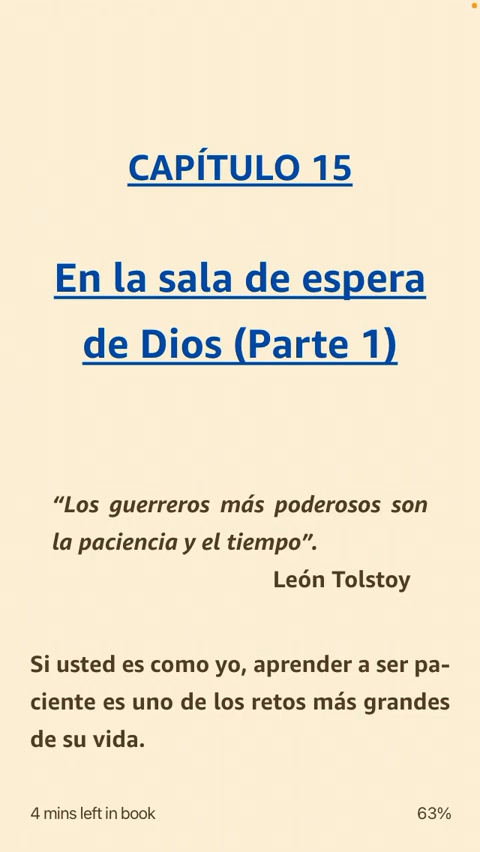 CAPÍTULO 15
En la sala de espera
de Dios (Parte 1)
“Los guerreros más poderosos son
la paciencia y el tiempo”.
León Tolstoy
Si usted es como yo, aprender a ser pa-
ciente es uno de los retos más grandes
de su vida.
4 mins left in book 63%